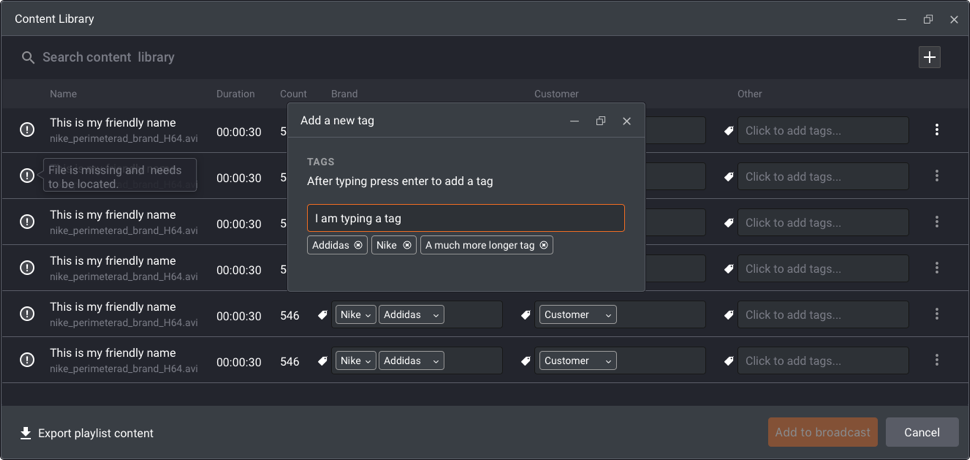 Content Library
Search content library
Name Duration Count Brand Customer Other
This is my friendly name
nike_perimeterad_brand_H64.avi
00:00:30 5
Click to add tags...
File is missing and needs
to be located.
00:00:30 5
Click to add tags...
This is my friendly name
nike_perimeterad_brand_H64.avi
00:00:30 5
Click to add tags...
This is my friendly name
nike_perimeterad_brand_H64.avi
00:00:30 5
Click to add tags...
Add a new tag
TAGS
After typing press enter to add a tag
I am typing a tag
Addidas Nike A much more longer tag
This is my friendly name
nike_perimeterad_brand_H64.avi
00:00:30 546 Nike Addidas Customer Click to add tags...
This is my friendly name
nike_perimeterad_brand_H64.avi
00:00:30 546 Nike Addidas Customer Click to add tags...
Export playlist content
Add to broadcast
Cancel